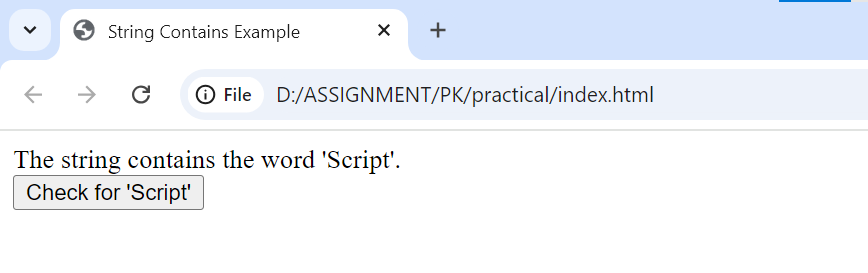 String Contains Example
File D:/ASSIGNMENT/PK/practical/index.html
The string contains the word 'Script'.
Check for 'Script'